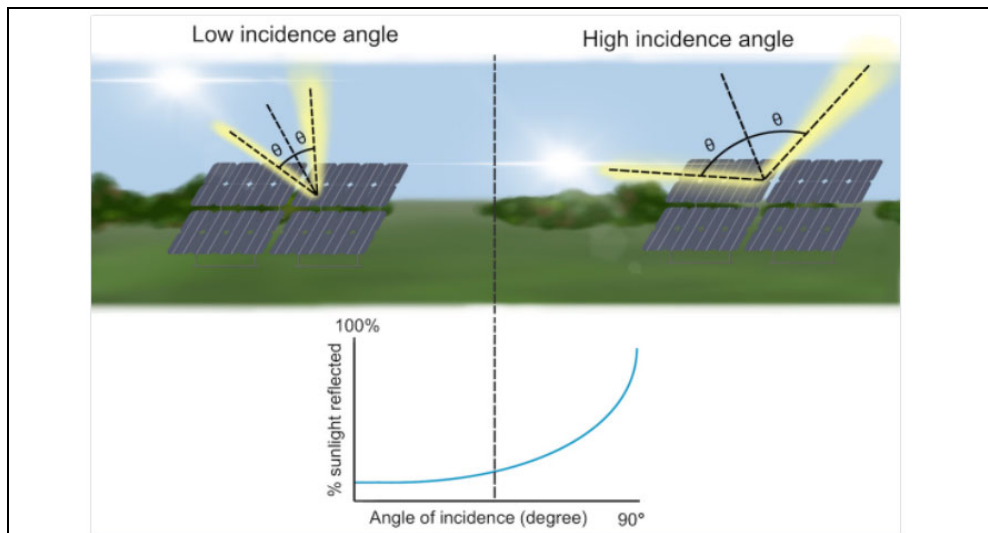 Low incidence angle
High incidence angle
θ
θ
θ
θ
100%
% sunlight reflected
Angle of incidence (degree)
90°